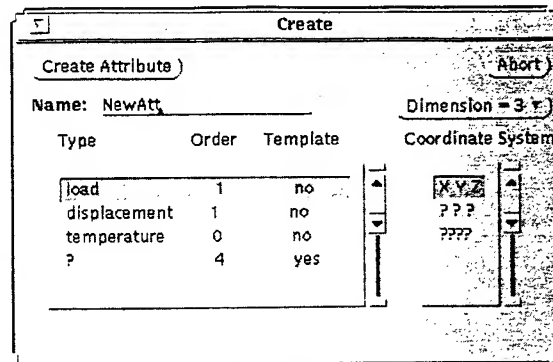 Create
Create Attribute Abort
Name: NewAtt Dimension = 3
Type Order Template Coordinate System
load 1 no X Y Z
displacement 1 no ? ? ?
temperature 0 no ????
? 4 yes